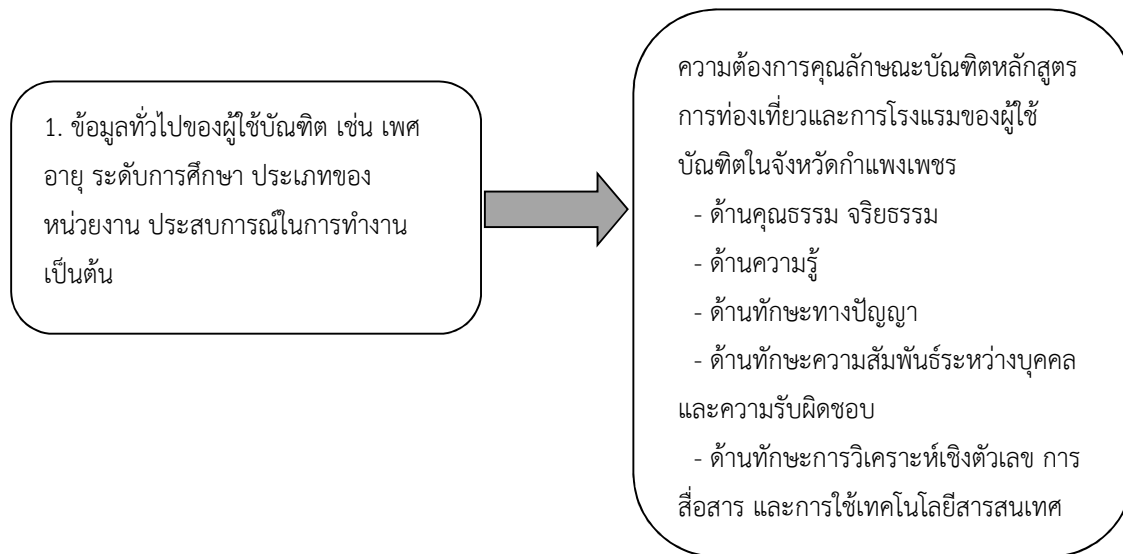 1. ข้อมูลทั่วไปของผู้ใช้บัณฑิต เช่น เพศ
อายุ ระดับการศึกษา ประเภทของ
หน่วยงาน ประสบการณ์ในการทำงาน
เป็นต้น
ความต้องการคุณลักษณะบัณฑิตหลักสูตร
การท่องเที่ยวและการโรงแรมของผู้ใช้
บัณฑิตในจังหวัดกำแพงเพชร
- ด้านคุณธรรม จริยธรรม
- ด้านความรู้
- ด้านทักษะทางปัญญา
- ด้านทักษะความสัมพันธ์ระหว่างบุคคล
และความรับผิดชอบ
- ด้านทักษะการวิเคราะห์เชิงตัวเลข การ
สื่อสาร และการใช้เทคโนโลยีสารสนเทศ